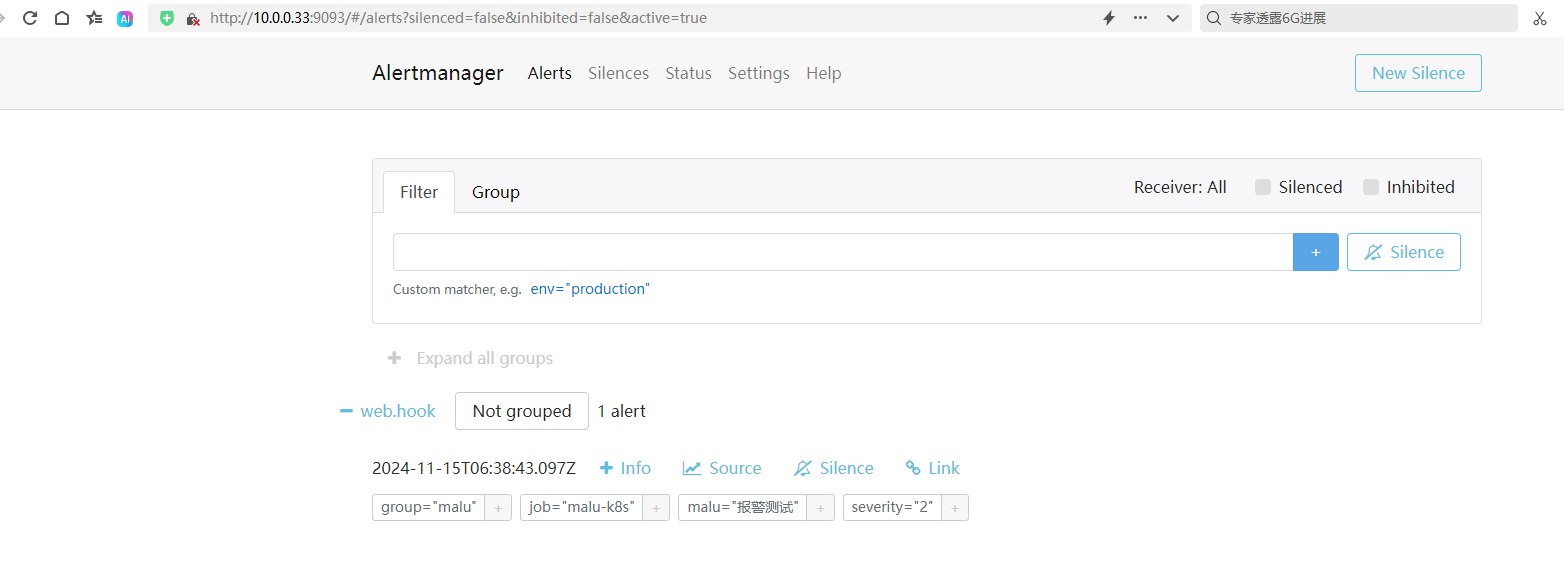 AI http://10.0.0.33:9093/#/alerts?silenced=false&inhibited=false&active=true 专家透露6G进展
Alertmanager Alerts Silences Status Settings Help New Silence
Filter Group Receiver: All Silenced Inhibited
+ Silence
Custom matcher, e.g. env="production"
+ Expand all groups
− web.hook Not grouped 1 alert
2024-11-15T06:38:43.097Z + Info Source Silence Link
group="malu" + job="malu-k8s" + malu="报警测试" + severity="2" +